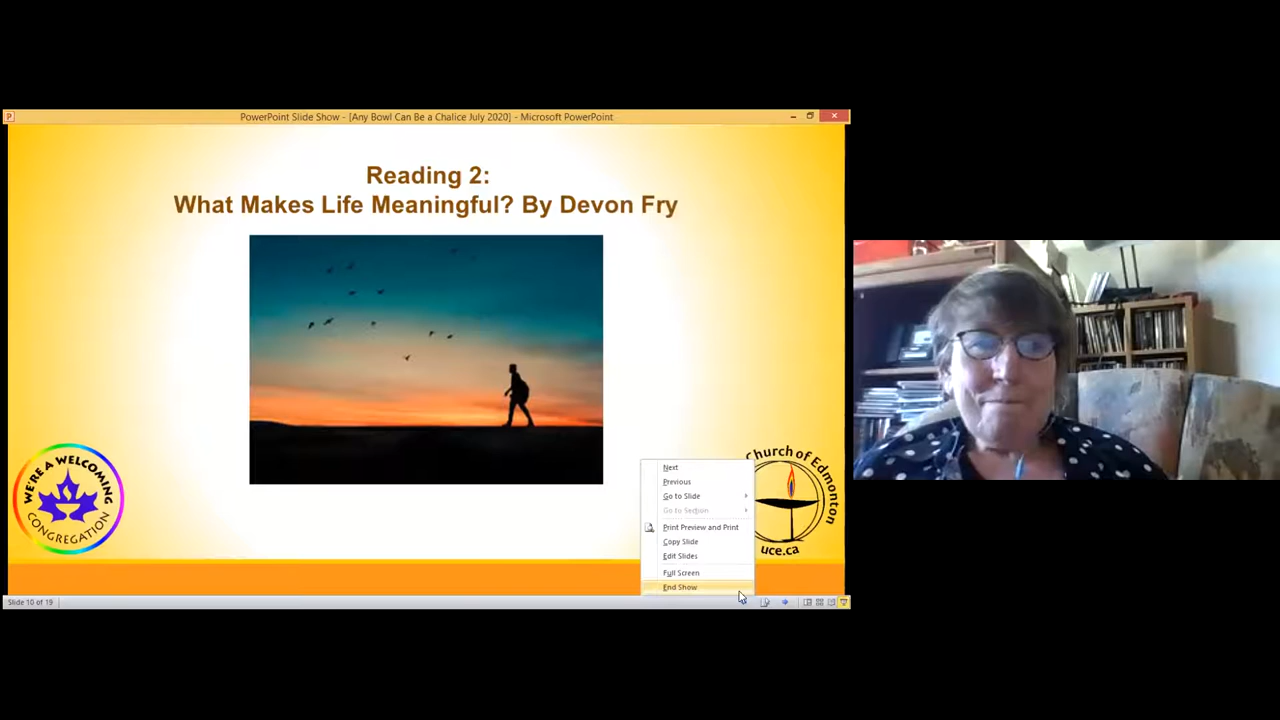 PowerPoint Slide Show - [Any Bowl Can Be a Chalice July 2020] - Microsoft PowerPoint
Reading 2:
What Makes Life Meaningful? By Devon Fry
WE'RE A WELCOMING
CONGREGATION
Church of Edmonton
uce.ca
Next
Previous
Go to Slide
Go to Section
Print Preview and Print
Copy Slide
Edit Slides
Full Screen
End Show
Slide 10 of 19